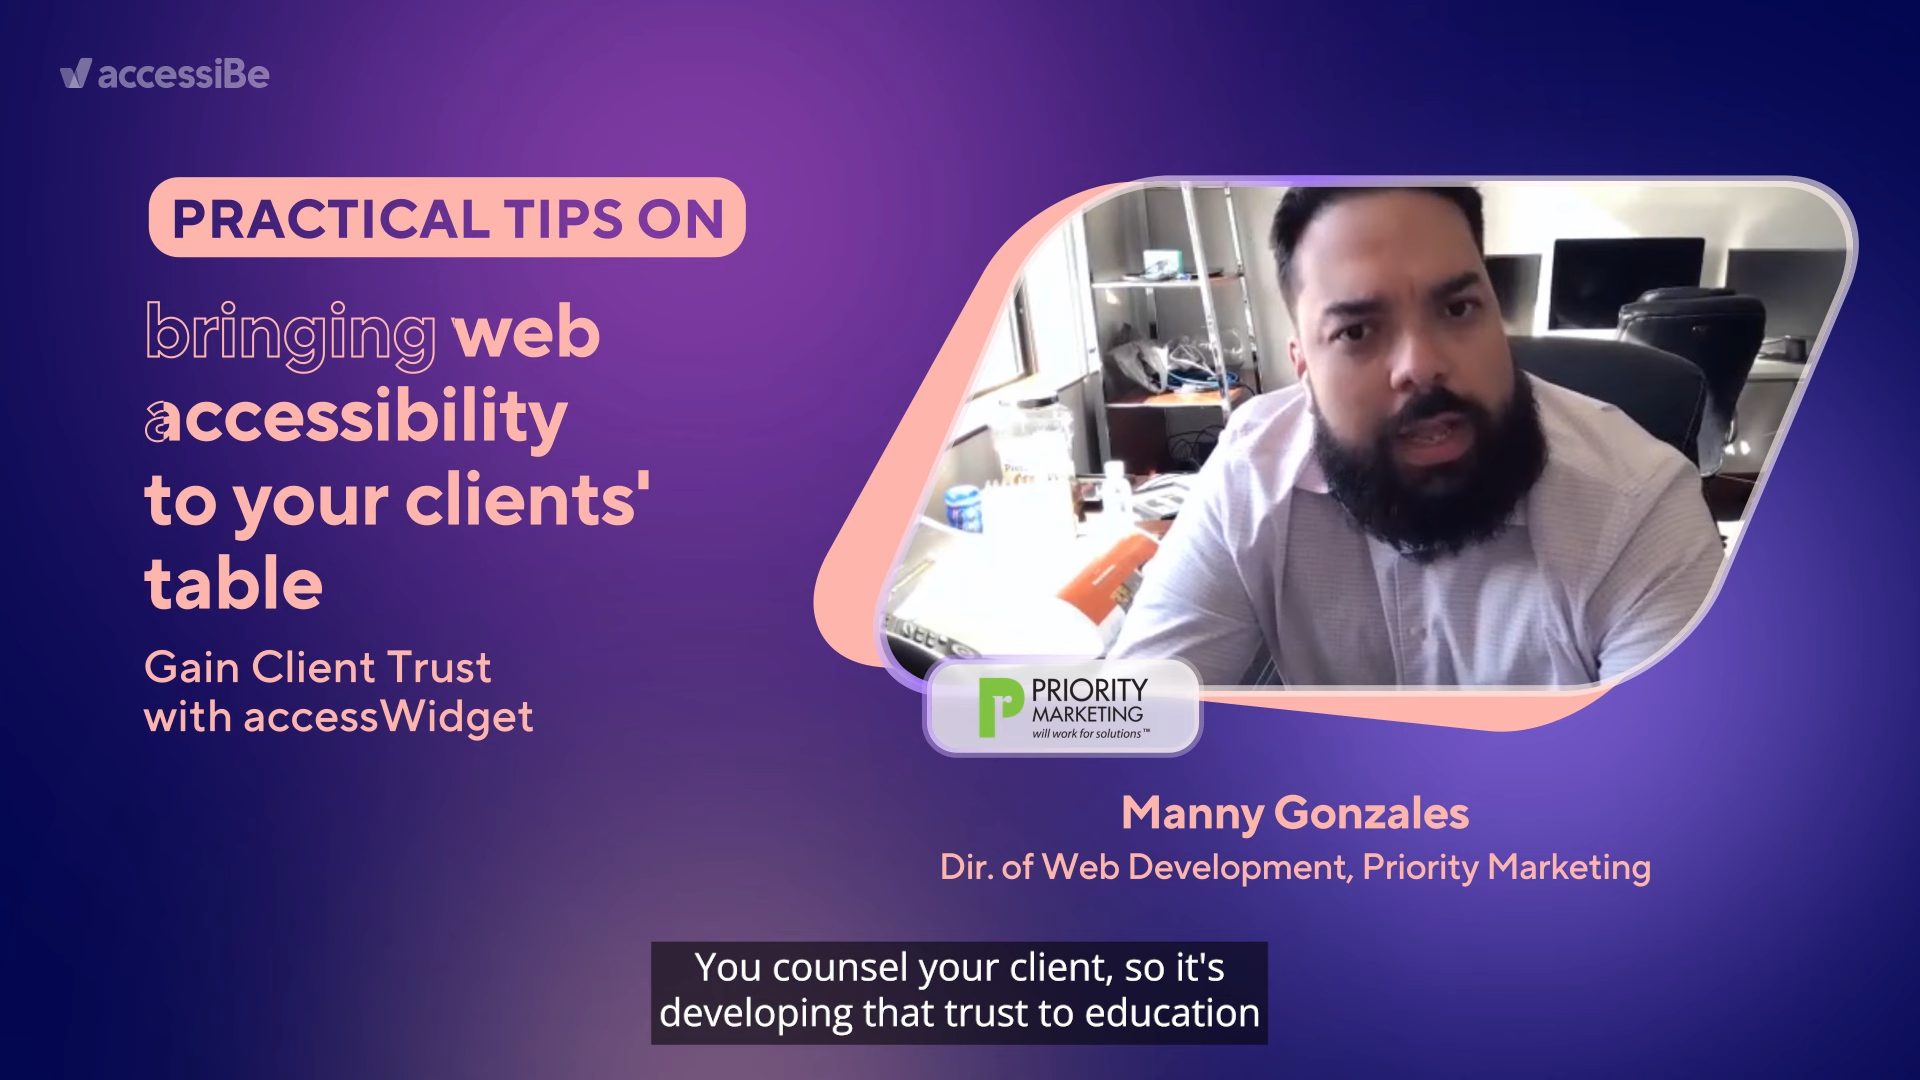 accessiBe
PRACTICAL TIPS ON
bringing web
accessibility
to your clients'
table
Gain Client Trust
with accessWidget
PRIORITY
MARKETING
will work for solutions™
Manny Gonzales
Dir. of Web Development, Priority Marketing
You counsel your client, so it's
developing that trust to education